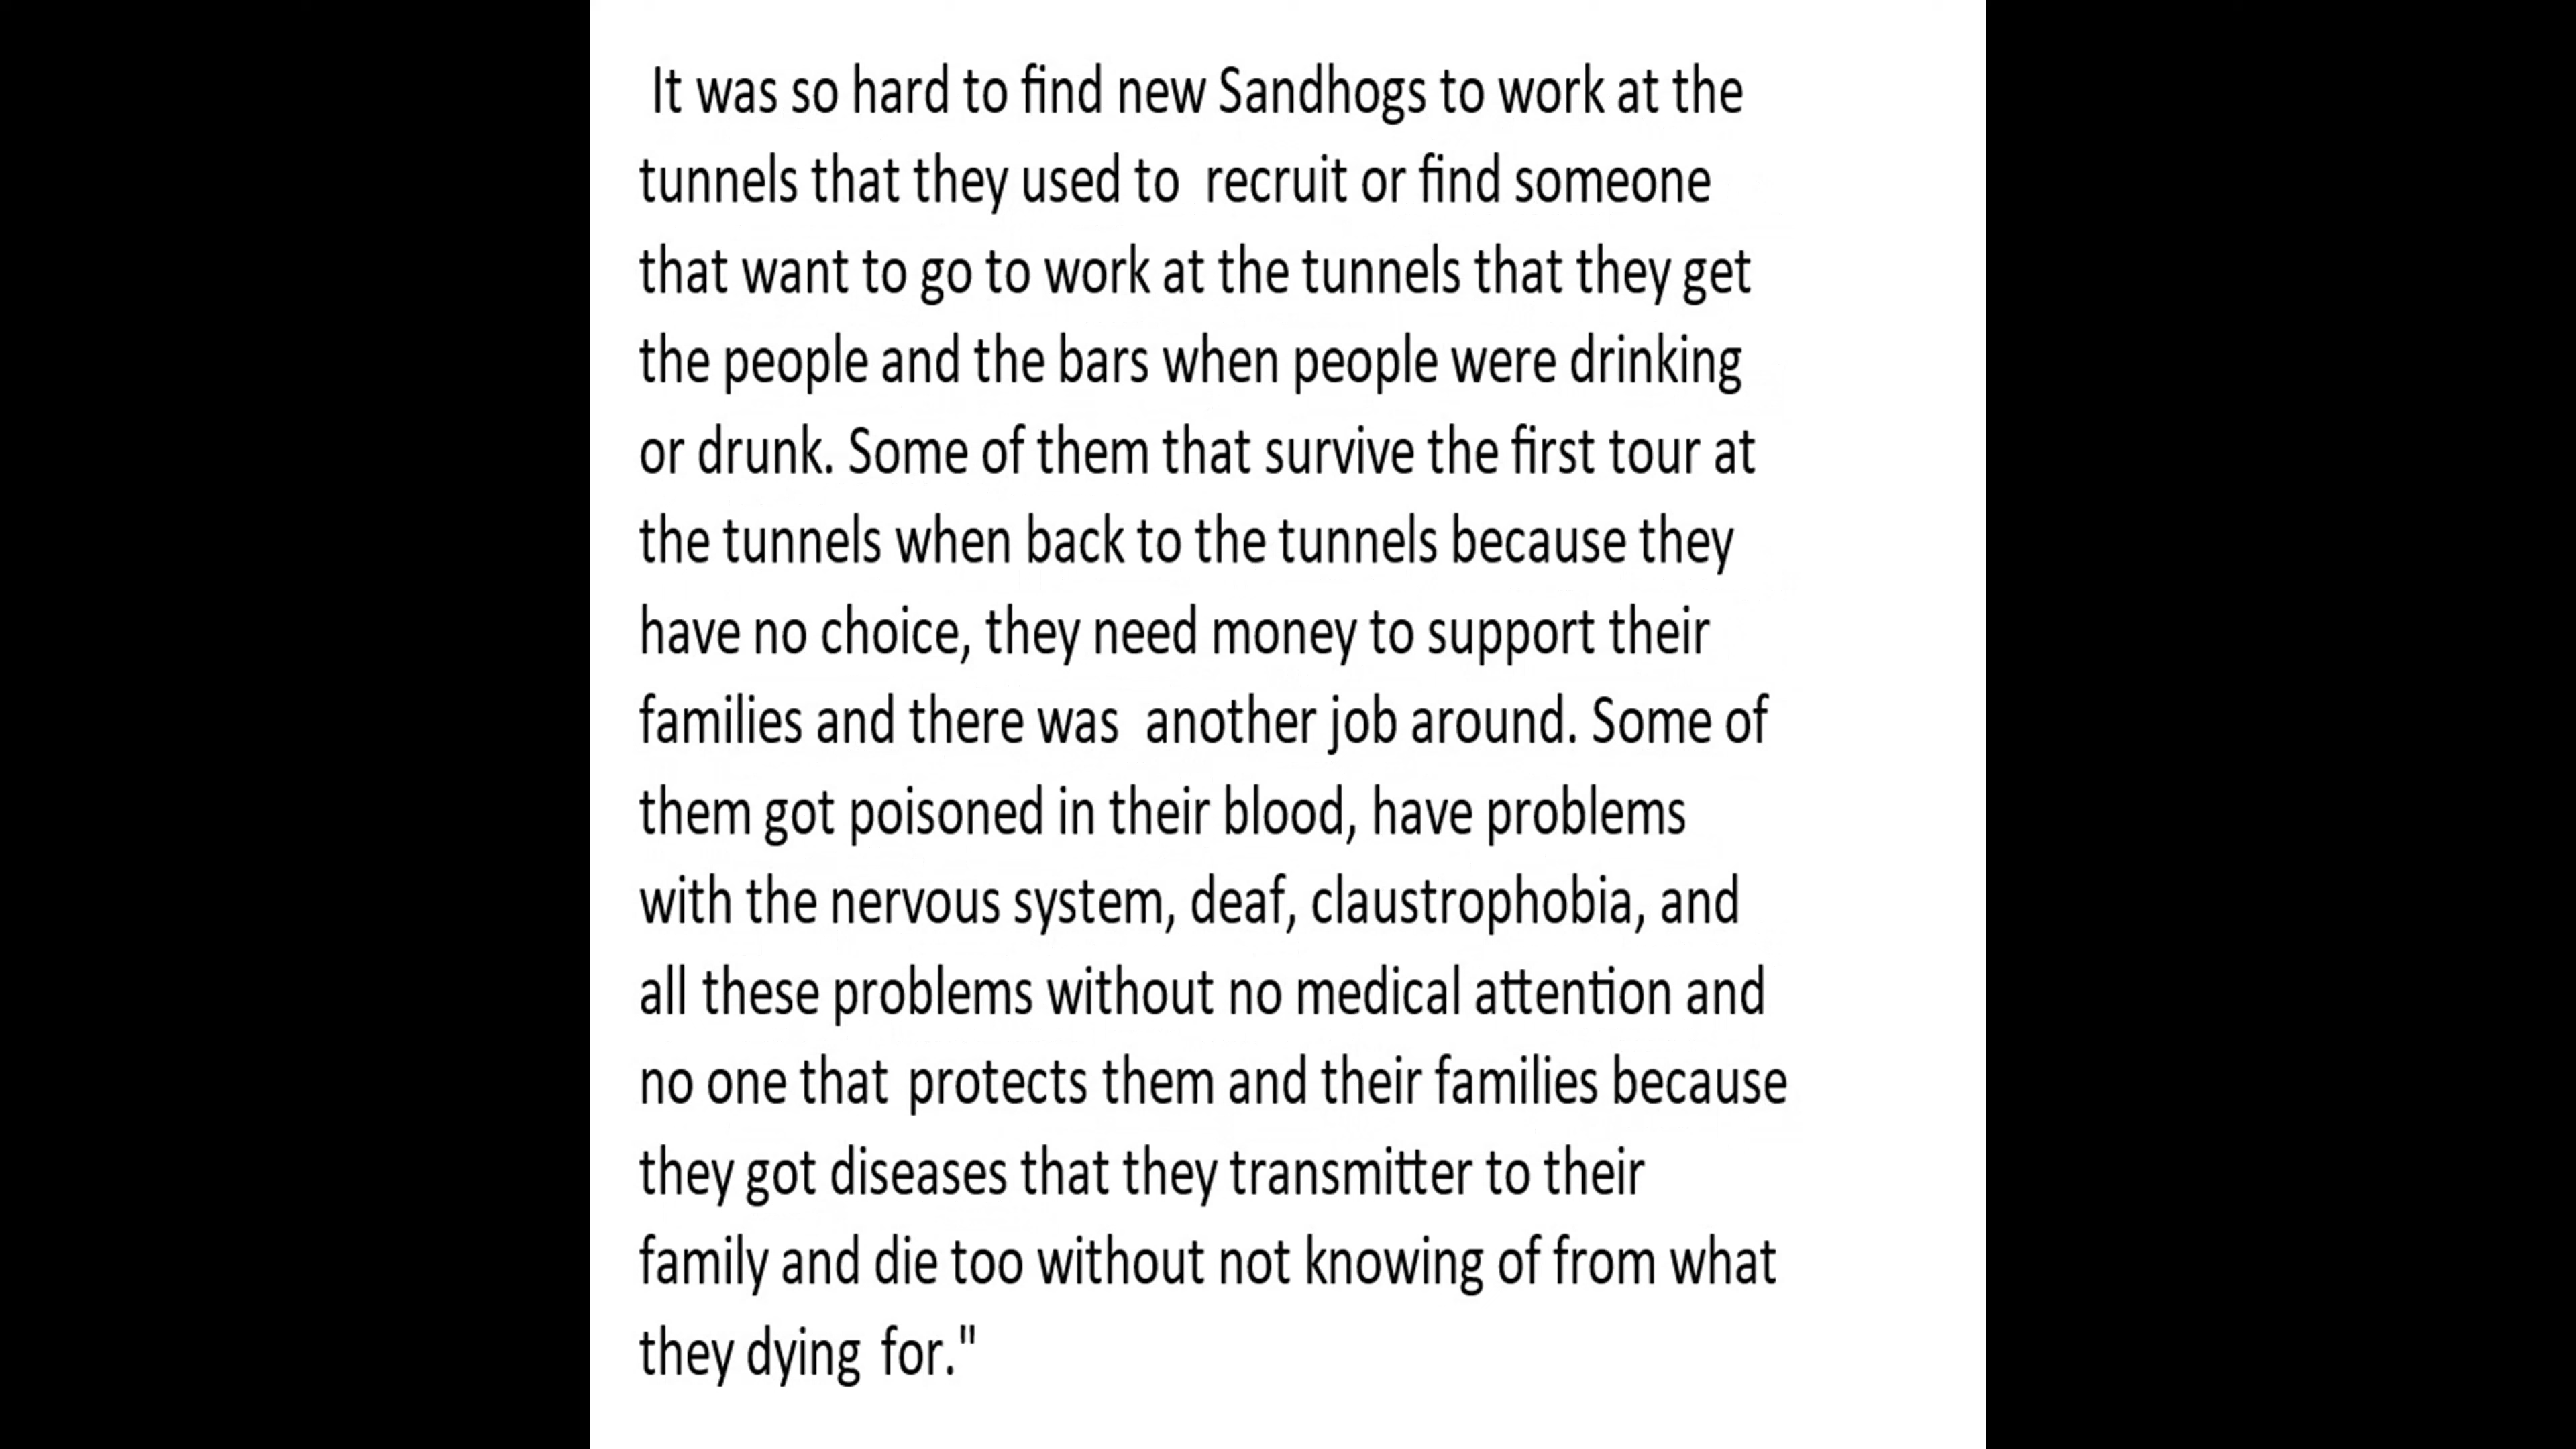 It was so hard to find new Sandhogs to work at the
tunnels that they used to recruit or find someone
that want to go to work at the tunnels that they get
the people and the bars when people were drinking
or drunk. Some of them that survive the first tour at
the tunnels when back to the tunnels because they
have no choice, they need money to support their
families and there was another job around. Some of
them got poisoned in their blood, have problems
with the nervous system, deaf, claustrophobia, and
all these problems without no medical attention and
no one that protects them and their families because
they got diseases that they transmitter to their
family and die too without not knowing of from what
they dying for."